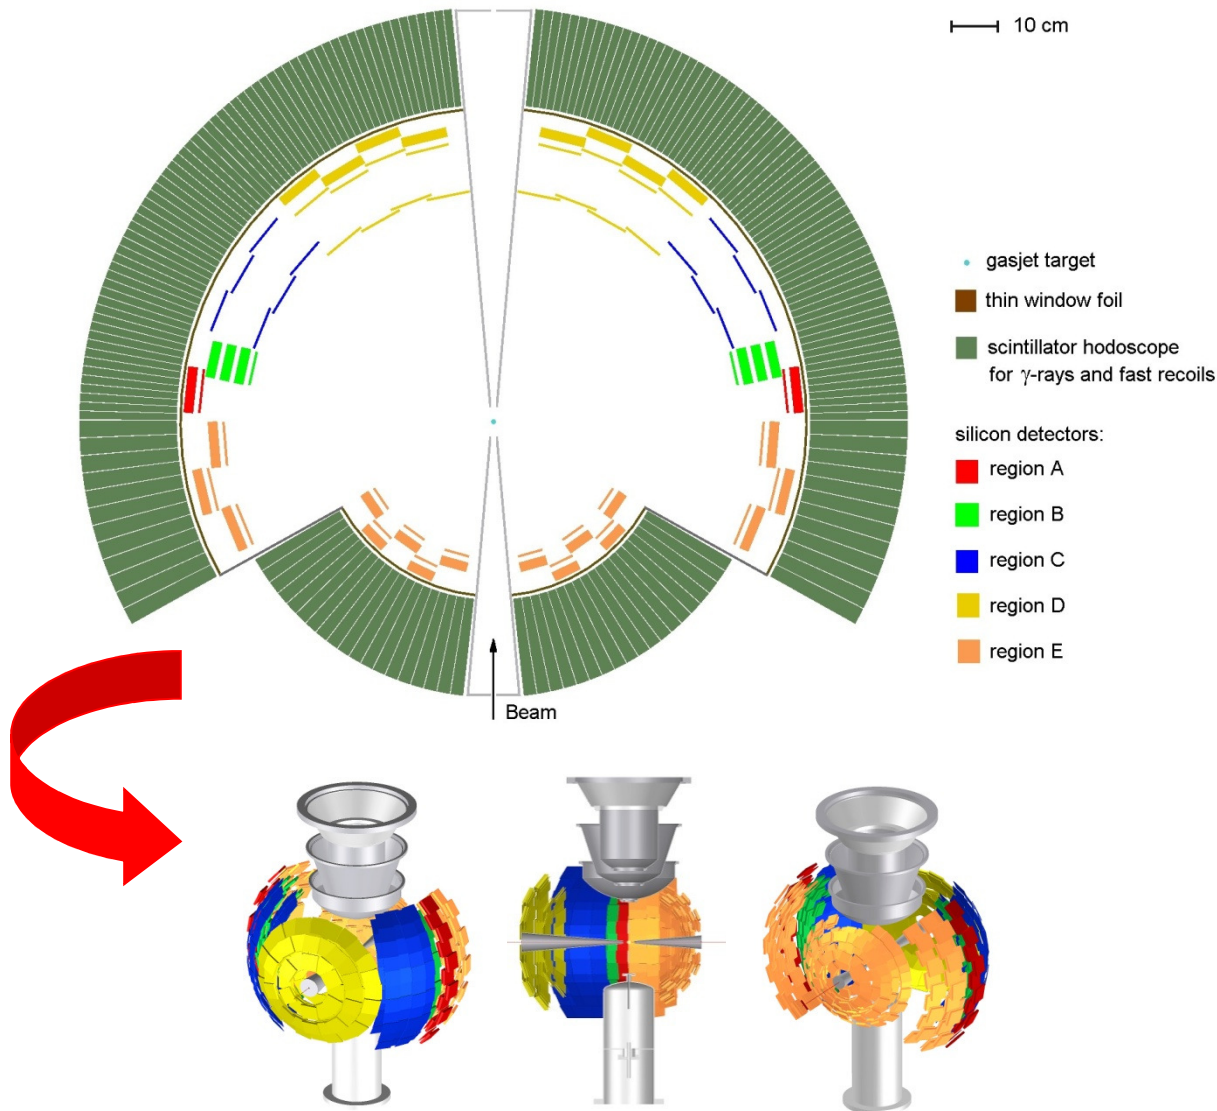 10 cm
gasjet target
thin window foil
scintillator hodoscope
for γ-rays and fast recoils
silicon detectors:
region A
region B
region C
region D
region E
Beam